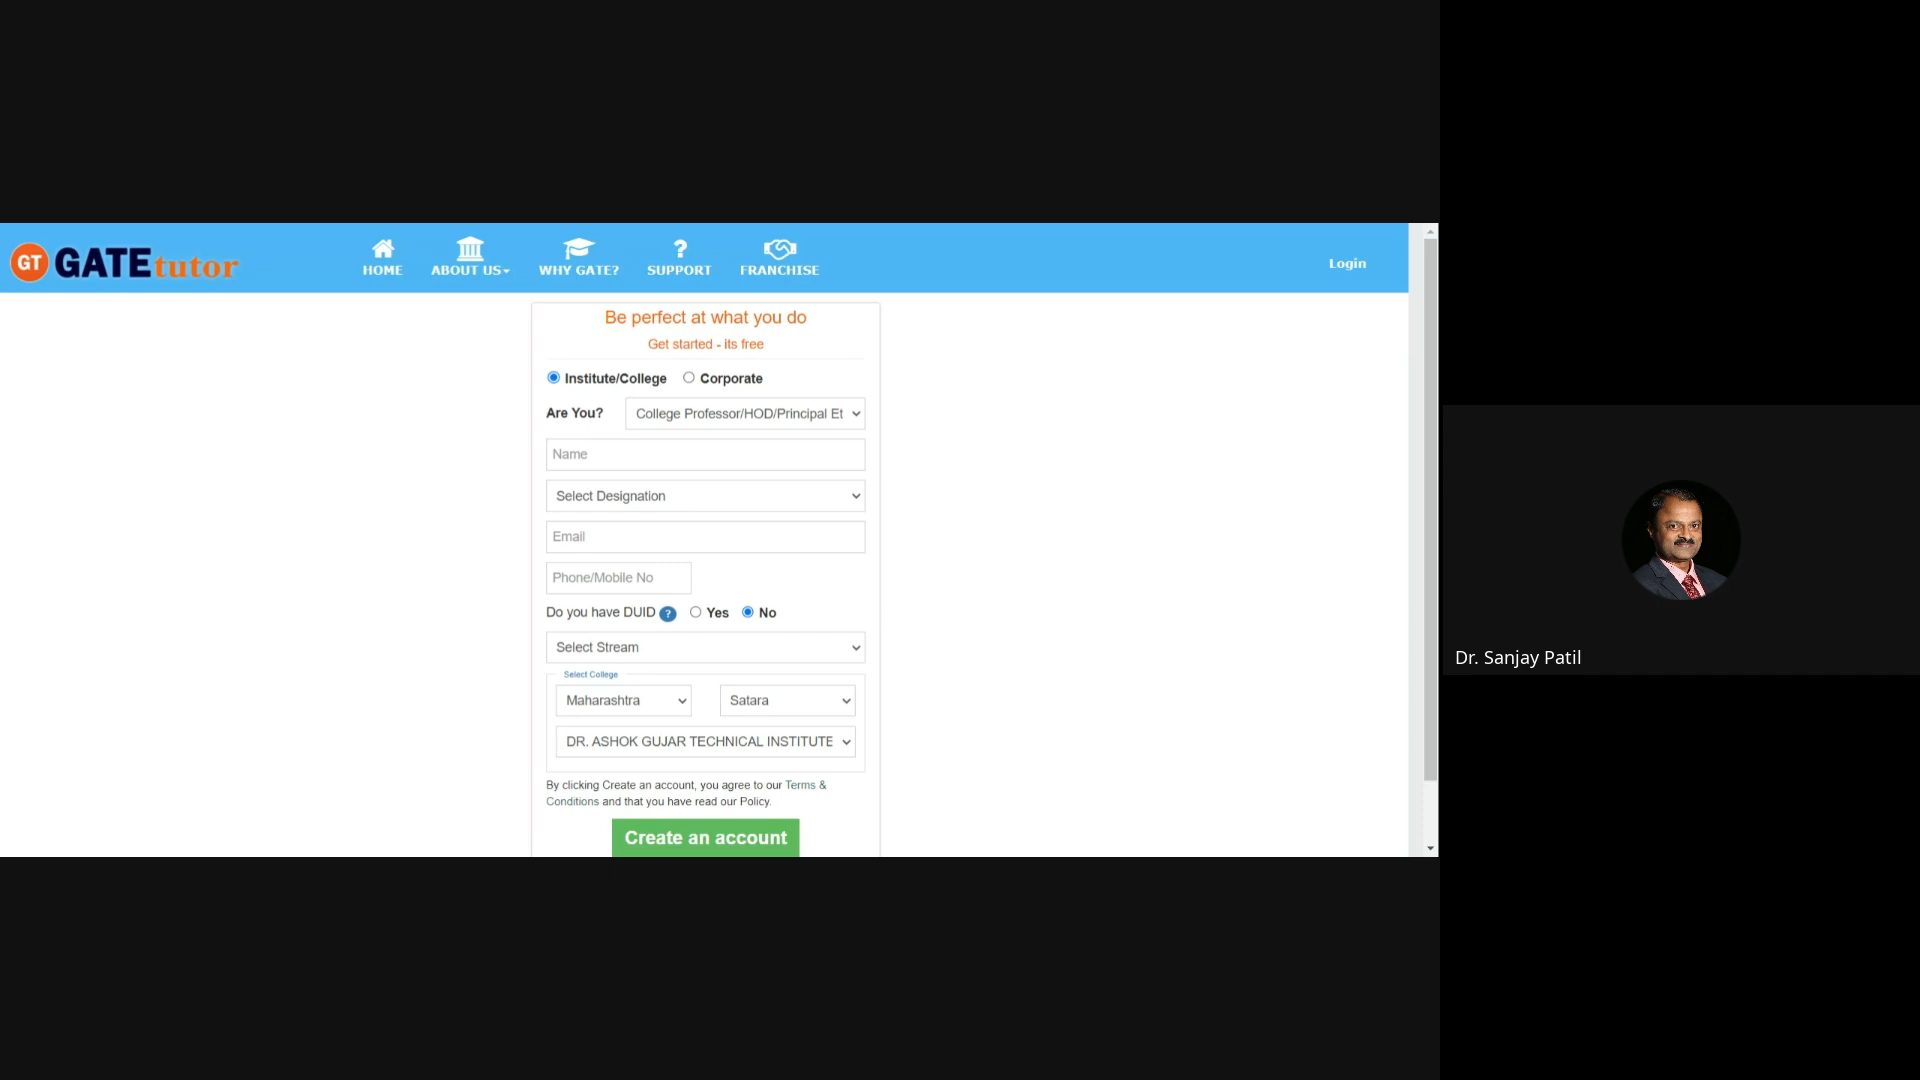 GT GATEtutor
HOME
ABOUT US
WHY GATE?
?
SUPPORT
FRANCHISE
Login
Be perfect at what you do
Get started - its free
Institute/College Corporate
Are You? College Professor/HOD/Principal Et
Name
Select Designation
Email
Phone/Mobile No
Do you have DUID ? Yes No
Select Stream
Select College
Maharashtra Satara
DR. ASHOK GUJAR TECHNICAL INSTITUTE
By clicking Create an account, you agree to our Terms &
Conditions and that you have read our Policy.
Create an account
Dr. Sanjay Patil